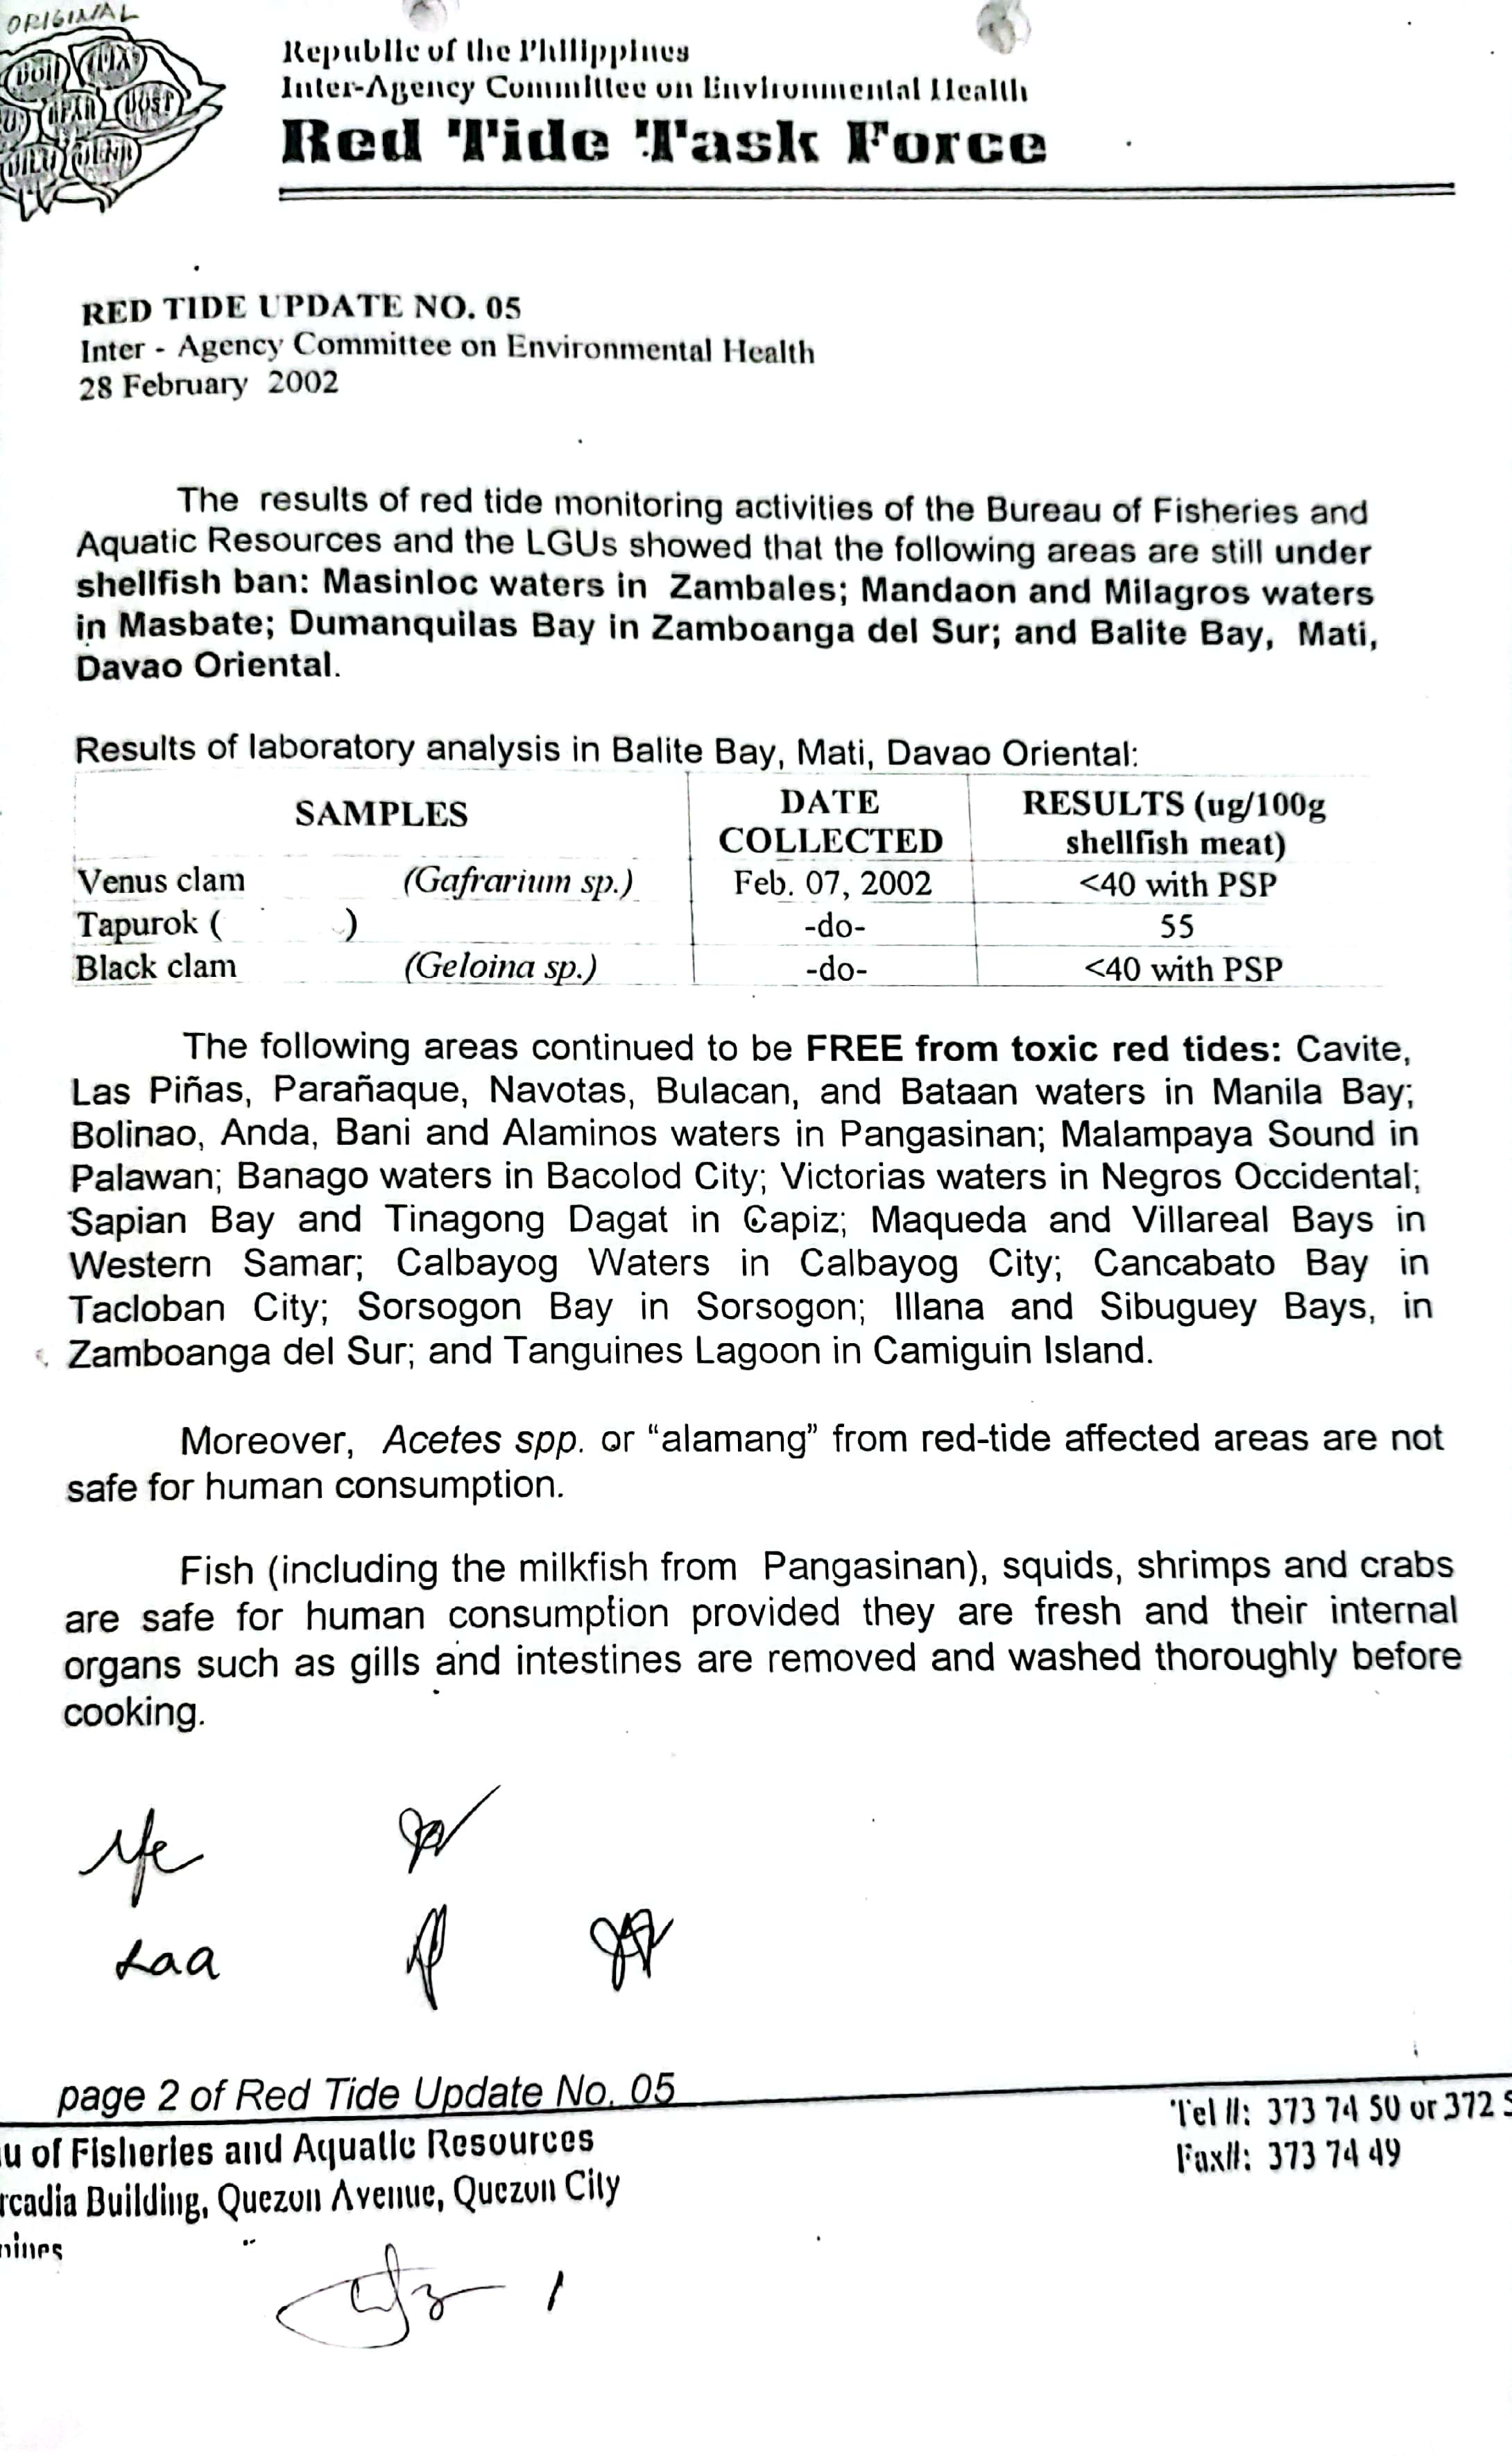 ORIGINAL
DOH
DOST
BFAR
DENR
Republic of the Philippines
Inter-Agency Committee on Environmental Health
Red Tide Task Force
RED TIDE UPDATE NO. 05
Inter - Agency Committee on Environmental Health
28 February 2002
The results of red tide monitoring activities of the Bureau of Fisheries and
Aquatic Resources and the LGUs showed that the following areas are still under
shellfish ban: Masinloc waters in Zambales; Mandaon and Milagros waters
in Masbate; Dumanquilas Bay in Zamboanga del Sur; and Balite Bay, Mati,
Davao Oriental.
Results of laboratory analysis in Balite Bay, Mati, Davao Oriental:
SAMPLES DATE COLLECTED RESULTS (ug/100g shellfish meat)
Venus clam (Gafrarium sp.) Feb. 07, 2002 <40 with PSP
Tapurok ( ) -do- 55
Black clam (Geloina sp.) -do- <40 with PSP
The following areas continued to be FREE from toxic red tides: Cavite,
Las Piñas, Parañaque, Navotas, Bulacan, and Bataan waters in Manila Bay;
Bolinao, Anda, Bani and Alaminos waters in Pangasinan; Malampaya Sound in
Palawan; Banago waters in Bacolod City; Victorias waters in Negros Occidental;
Sapian Bay and Tinagong Dagat in Capiz; Maqueda and Villareal Bays in
Western Samar; Calbayog Waters in Calbayog City; Cancabato Bay in
Tacloban City; Sorsogon Bay in Sorsogon; Illana and Sibuguey Bays, in
Zamboanga del Sur; and Tanguines Lagoon in Camiguin Island.
Moreover, Acetes spp. or “alamang” from red-tide affected areas are not
safe for human consumption.
Fish (including the milkfish from Pangasinan), squids, shrimps and crabs
are safe for human consumption provided they are fresh and their internal
organs such as gills and intestines are removed and washed thoroughly before
cooking.
page 2 of Red Tide Update No. 05
u of Fisheries and Aquatic Resources
rcadia Building, Quezon Avenue, Quezon City
pines
Tel #: 373 74 50 or 372
Fax#: 373 74 49